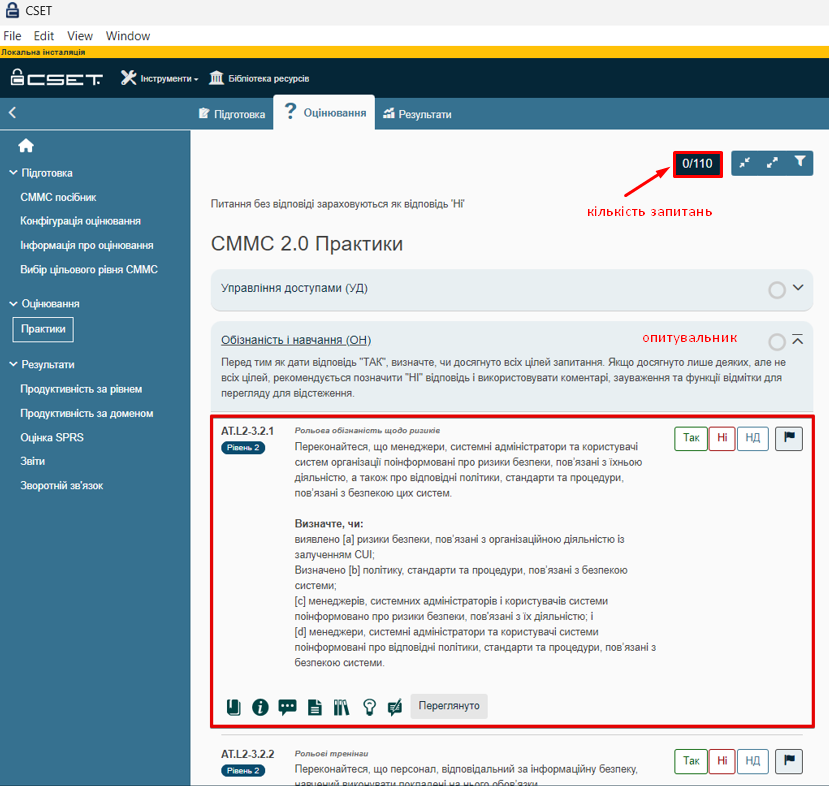 CSET
File Edit View Window
Локальна інсталяція
CSET
Інструменти
Бібліотека ресурсів
Підготовка
Оцінювання
Результати
Підготовка
CMMC посібник
Конфігурація оцінювання
Інформація про оцінювання
Вибір цільового рівня CMMC
Оцінювання
Практики
Результати
Продуктивність за рівнем
Продуктивність за доменом
Оцінка SPRS
Звіти
Зворотній зв'язок
0/110
кількість запитань
Питання без відповіді зараховуються як відповідь 'Ні'
CMMC 2.0 Практики
Управління доступами (УД)
Обізнаність і навчання (ОН)
опитувальник
Перед тим як дати відповідь "ТАК", визначте, чи досягнуто всіх цілей запитання. Якщо досягнуто лише деяких, але не
всіх цілей, рекомендується позначити "НІ" відповідь і використовувати коментарі, зауваження та функції відмітки для
перегляду для відстеження.
AT.L2-3.2.1
Рівень 2
Рольова обізнаність щодо ризиків
Так Ні НД
Переконайтеся, що менеджери, системні адміністратори та користувачі
систем організації поінформовані про ризики безпеки, пов'язані з їхньою
діяльністю, а також про відповідні політики, стандарти та процедури,
пов'язані з безпекою цих систем.
Визначте, чи:
виявлено [a] ризики безпеки, пов'язані з організаційною діяльністю із
залученням CUI;
Визначено [b] політику, стандарти та процедури, пов'язані з безпекою
системи;
[c] менеджерів, системних адміністраторів і користувачів системи
поінформовано про ризики безпеки, пов'язані з їх діяльністю; і
[d] менеджери, системні адміністратори та користувачі системи
поінформовані про відповідні політики, стандарти та процедури, пов'язані з
безпекою системи.
Переглянуто
AT.L2-3.2.2
Рівень 2
Рольові тренінги
Так Ні НД
Переконайтеся, що персонал, відповідальний за інформаційну безпеку,
навчений виконувати покладені на нього обов'язки.